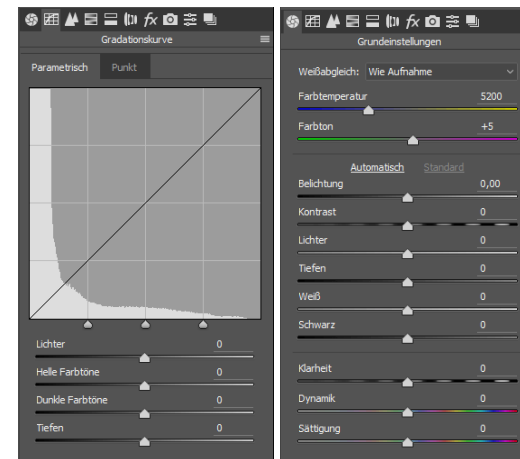 Gradationskurve
Parametrisch Punkt
Lichter 0
Helle Farbtöne 0
Dunkle Farbtöne 0
Tiefen 0
Grundeinstellungen
Weißabgleich: Wie Aufnahme
Farbtemperatur 5200
Farbton +5
Automatisch Standard
Belichtung 0,00
Kontrast 0
Lichter 0
Tiefen 0
Weiß 0
Schwarz 0
Klarheit 0
Dynamik 0
Sättigung 0